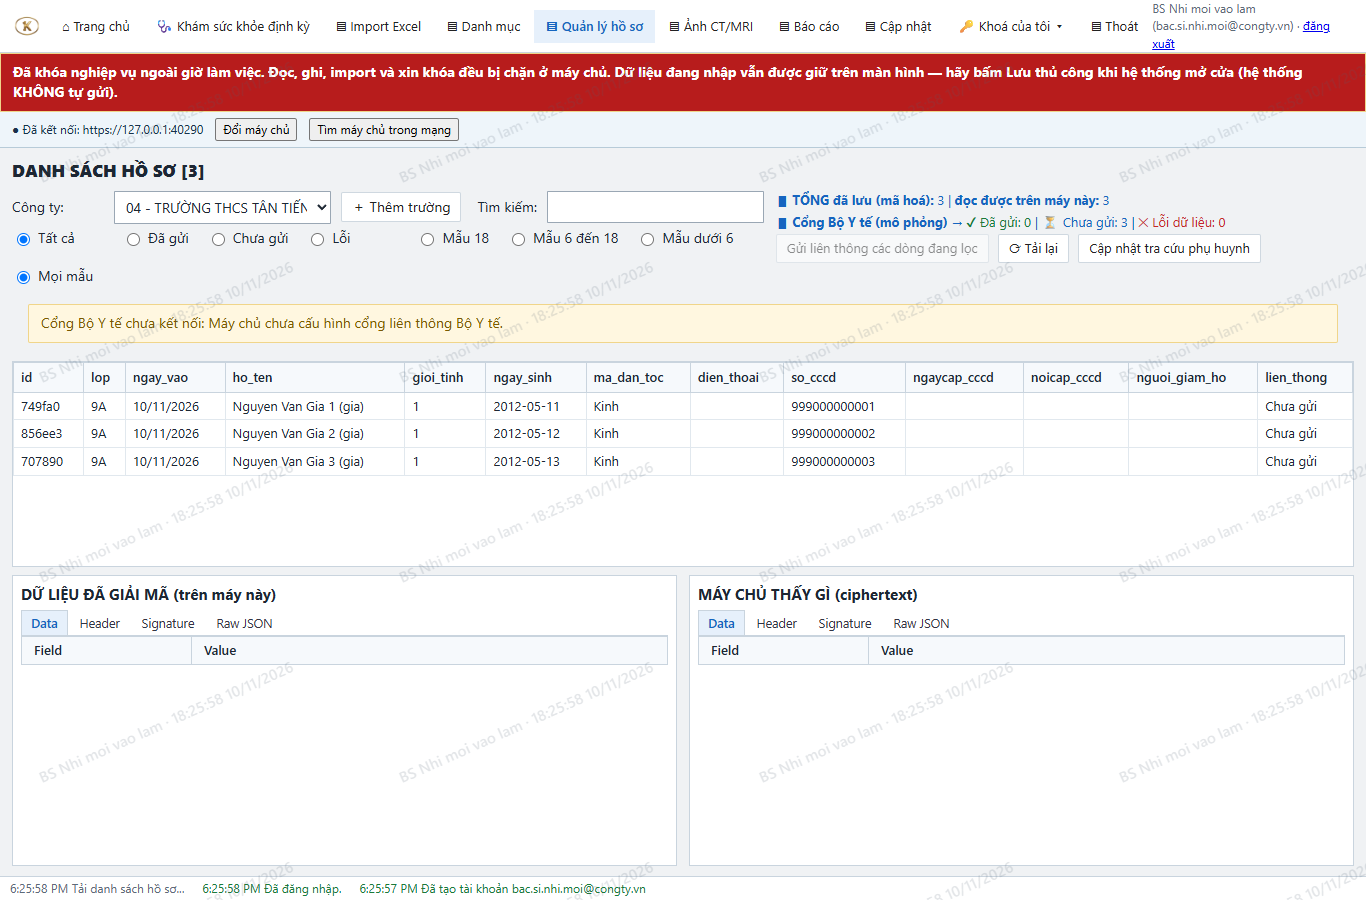 K
Trang chủ
Khám sức khỏe định kỳ
Import Excel
Danh mục
Quản lý hồ sơ
Ảnh CT/MRI
Báo cáo
Cập nhật
Khoá của tôi
Thoát
BS Nhi moi vao lam
(bac.si.nhi.moi@congty.vn) · đăng
xuất
Đã khóa nghiệp vụ ngoài giờ làm việc. Đọc, ghi, import và xin khóa đều bị chặn ở máy chủ. Dữ liệu đang nhập vẫn được giữ trên màn hình — hãy bấm Lưu thủ công khi hệ thống mở cửa (hệ thống
KHÔNG tự gửi).
● Đã kết nối: https://127.0.0.1:40290
Đổi máy chủ
Tìm máy chủ trong mạng
DANH SÁCH HỒ SƠ [3]
Công ty:
04 - TRƯỜNG THCS TÂN TIẾN
+ Thêm trường
Tìm kiếm:
TỔNG đã lưu (mã hoá): 3 | đọc được trên máy này: 3
Cổng Bộ Y tế (mô phỏng) → ✓ Đã gửi: 0 | ⏳ Chưa gửi: 3 | ✕ Lỗi dữ liệu: 0
Tất cả
Đã gửi
Chưa gửi
Lỗi
Mẫu 18
Mẫu 6 đến 18
Mẫu dưới 6
Gửi liên thông các dòng đang lọc
⟳ Tải lại
Cập nhật tra cứu phụ huynh
Mọi mẫu
Cổng Bộ Y tế chưa kết nối: Máy chủ chưa cấu hình cổng liên thông Bộ Y tế.
id lop ngay_vao ho_ten gioi_tinh ngay_sinh ma_dan_toc dien_thoai so_cccd ngaycap_cccd noicap_cccd nguoi_giam_ho lien_thong
749fa0 9A 10/11/2026 Nguyen Van Gia 1 (gia) 1 2012-05-11 Kinh 999000000001 Chưa gửi
856ee3 9A 10/11/2026 Nguyen Van Gia 2 (gia) 1 2012-05-12 Kinh 999000000002 Chưa gửi
707890 9A 10/11/2026 Nguyen Van Gia 3 (gia) 1 2012-05-13 Kinh 999000000003 Chưa gửi
DỮ LIỆU ĐÃ GIẢI MÃ (trên máy này)
Data Header Signature Raw JSON
Field Value
MÁY CHỦ THẤY GÌ (ciphertext)
Data Header Signature Raw JSON
Field Value
6:25:58 PM Tải danh sách hồ sơ...
6:25:58 PM Đã đăng nhập.
6:25:57 PM Đã tạo tài khoản bac.si.nhi.moi@congty.vn
BS Nhi moi vao lam · 18:25:58 10/11/2026